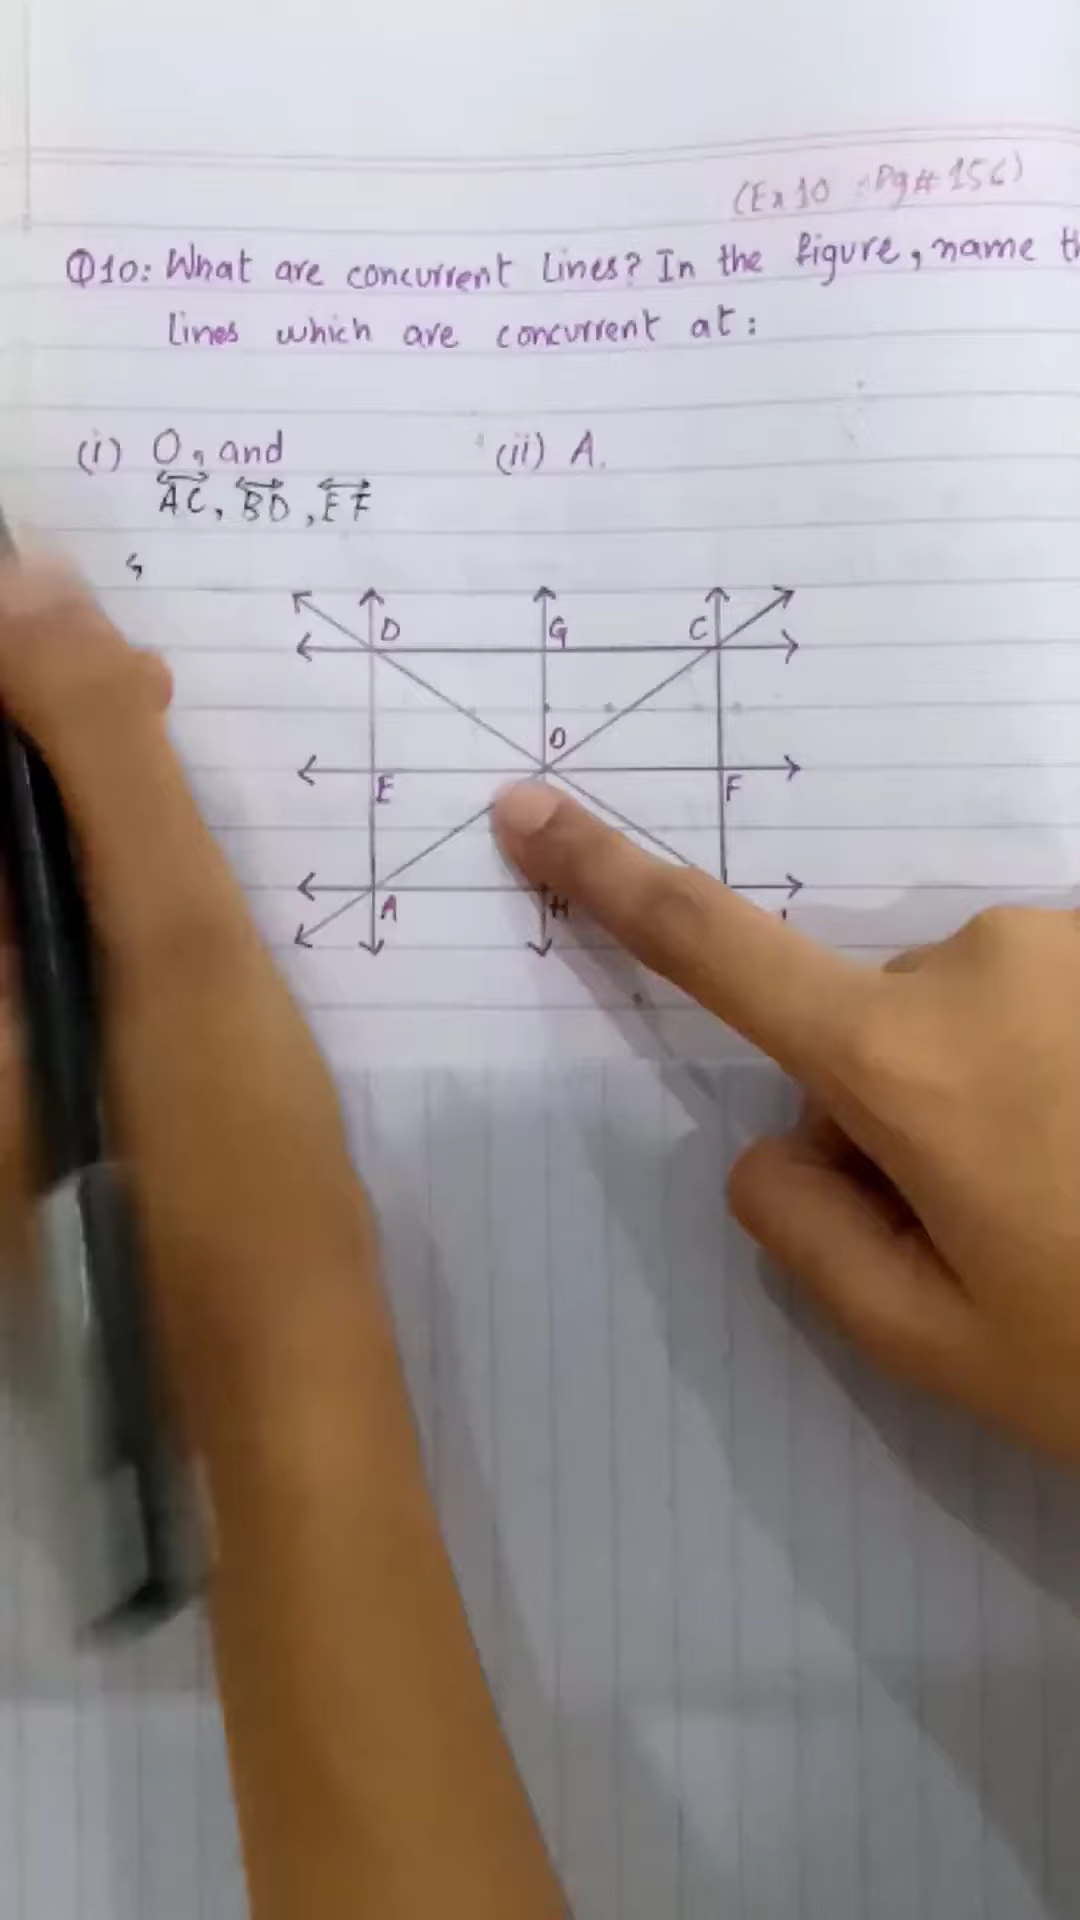 (Ex 10 : Pg# 156)
Q10: What are concurrent lines? In the figure, name
lines which are concurrent at:
(i) O, and (ii) A.
AC, BD, EF
D G C
O
E F
A H